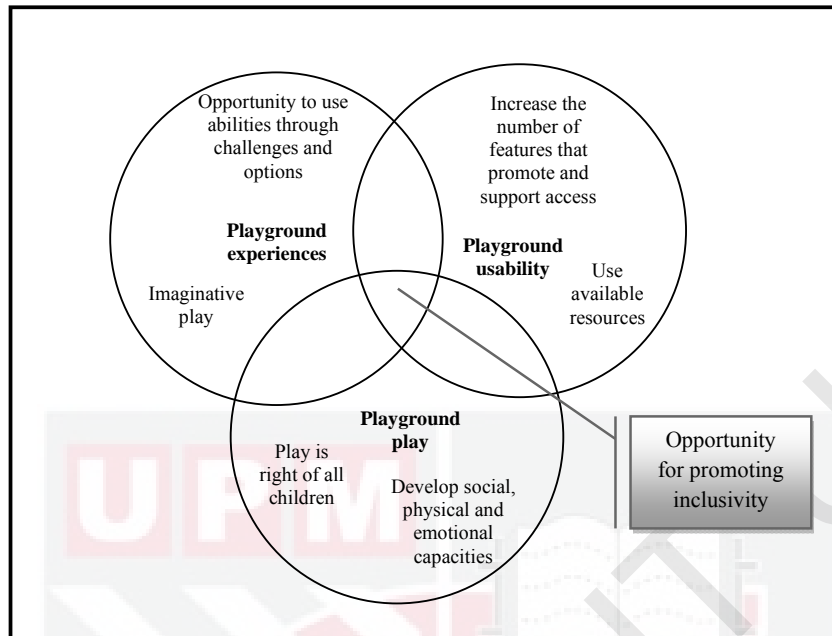 Opportunity to use
abilities through
challenges and
options
Playground
experiences
Imaginative
play
Increase the
number of
features that
promote and
support access
Playground
usability
Use
available
resources
Playground
play
Play is
right of all
children
Develop social,
physical and
emotional
capacities
Opportunity
for promoting
inclusivity
UPM